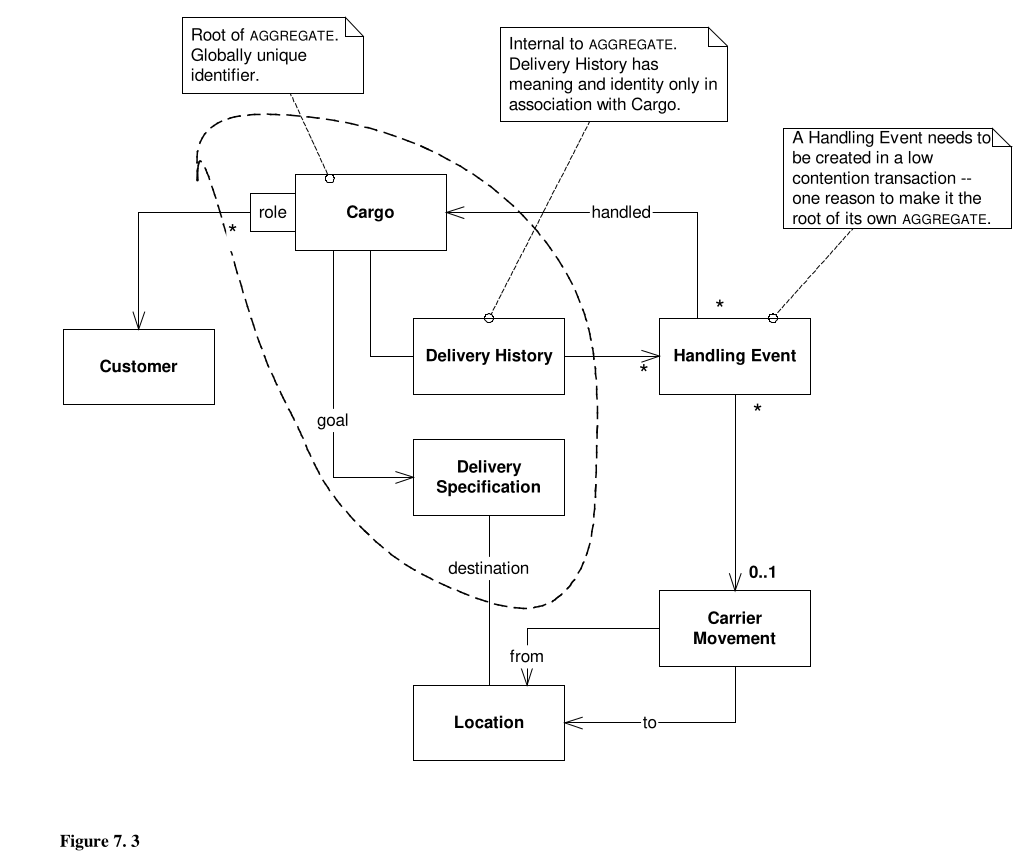 Root of AGGREGATE.
Globally unique
identifier.
Internal to AGGREGATE.
Delivery History has
meaning and identity only in
association with Cargo.
A Handling Event needs to
be created in a low
contention transaction --
one reason to make it the
root of its own AGGREGATE.
role
Cargo
handled
*
*
Customer
Delivery History
*
Handling Event
*
goal
Delivery
Specification
destination
0..1
Carrier
Movement
from
Location
to
Figure 7. 3